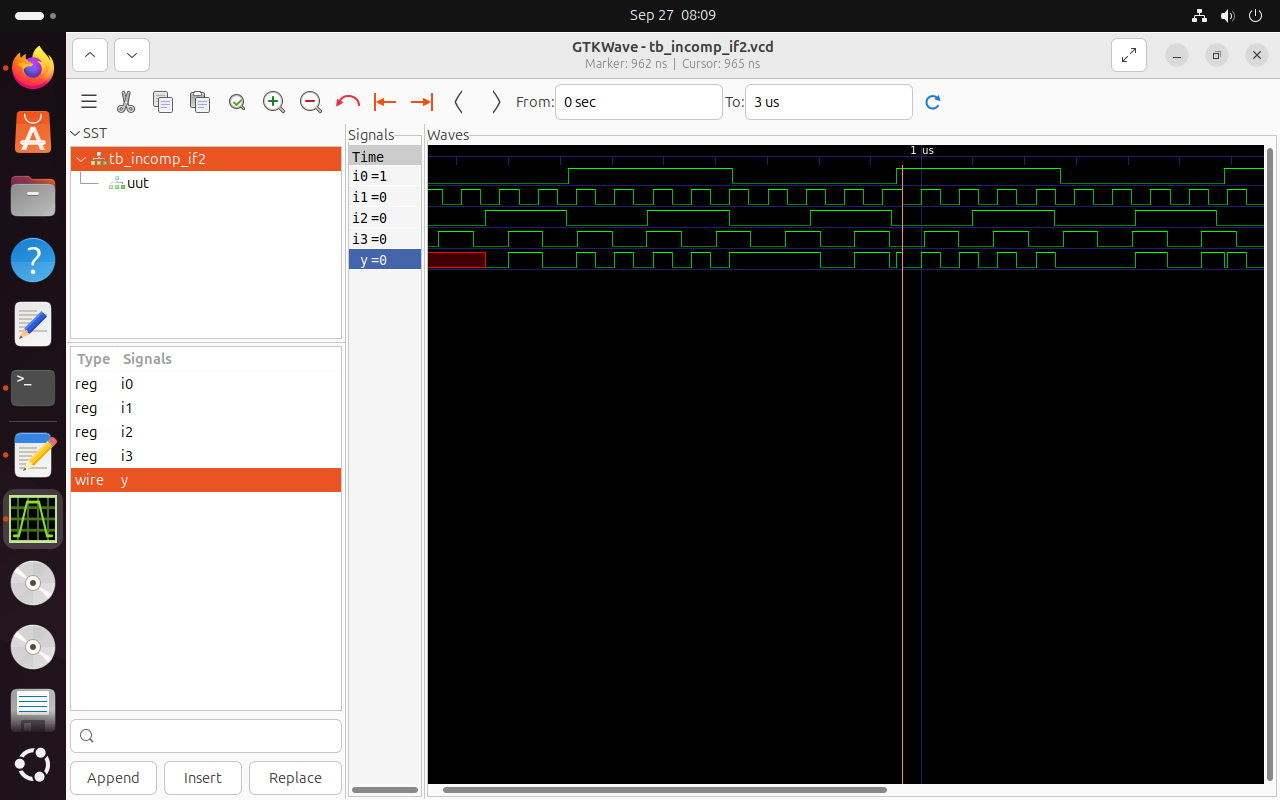 Sep 27 08:09
GTKWave - tb_incomp_if2.vcd
Marker: 962 ns | Cursor: 965 ns
From: 0 sec To: 3 us
SST
tb_incomp_if2
uut
Type Signals
reg i0
reg i1
reg i2
reg i3
wire y
Append Insert Replace
Signals
Time
i0 =1
i1 =0
i2 =0
i3 =0
y =0
Waves
1 us